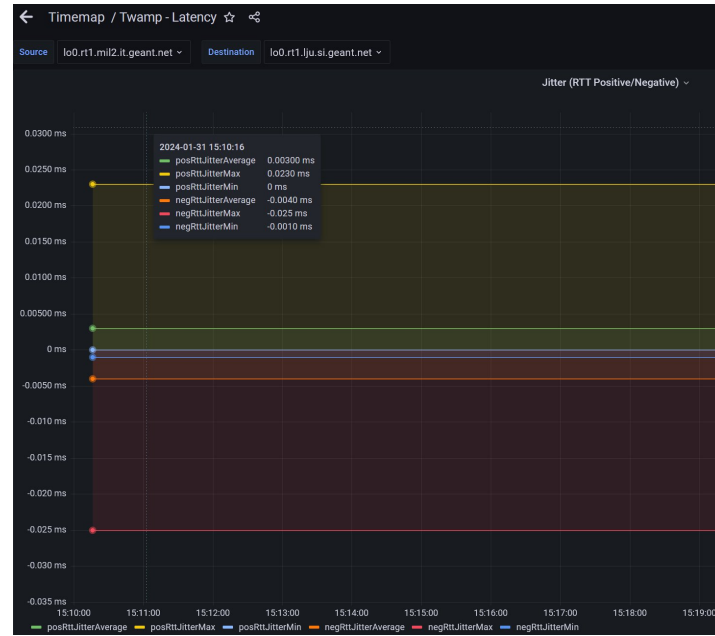 Timemap / Twamp - Latency
Source lo0.rt1.mil2.it.geant.net Destination lo0.rt1.lju.si.geant.net
Jitter (RTT Positive/Negative)
0.0300 ms
2024-01-31 15:10:16
posRttJitterAverage 0.00300 ms
posRttJitterMax 0.0230 ms
posRttJitterMin 0 ms
negRttJitterAverage -0.0040 ms
negRttJitterMax -0.025 ms
negRttJitterMin -0.0010 ms
0.0250 ms
0.0200 ms
0.0150 ms
0.0100 ms
0.00500 ms
0 ms
-0.0050 ms
-0.010 ms
-0.015 ms
-0.020 ms
-0.025 ms
-0.030 ms
-0.035 ms
15:10:00 15:11:00 15:12:00 15:13:00 15:14:00 15:15:00 15:16:00 15:17:00 15:18:00 15:19:00
posRttJitterAverage posRttJitterMax posRttJitterMin negRttJitterAverage negRttJitterMax negRttJitterMin